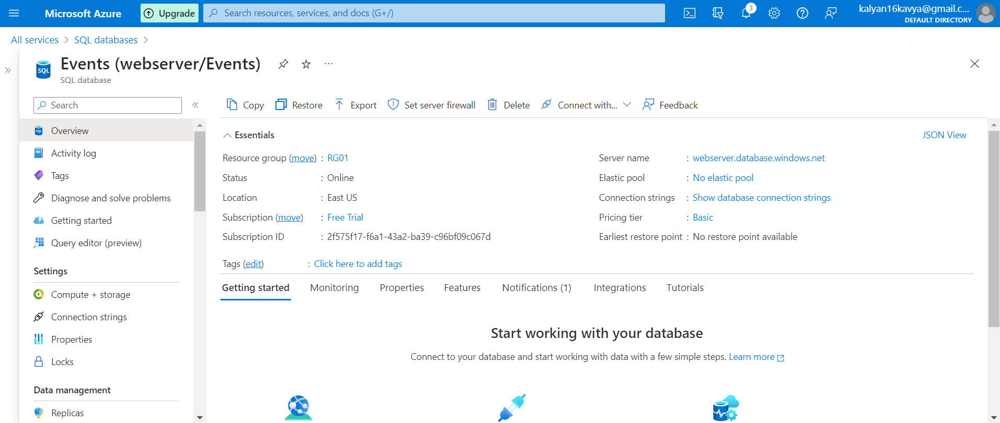 Microsoft Azure
Upgrade
Search resources, services, and docs (G+/)
3
kalyan16kavya@gmail.c...
DEFAULT DIRECTORY
All services > SQL databases >
Events (webserver/Events)
SQL database
Search
Copy
Restore
Export
Set server firewall
Delete
Connect with...
Feedback
Overview
Activity log
Tags
Diagnose and solve problems
Getting started
Query editor (preview)
Settings
Compute + storage
Connection strings
Properties
Locks
Data management
Replicas
Essentials
JSON View
Resource group (move) : RG01
Status : Online
Location : East US
Subscription (move) : Free Trial
Subscription ID : 2f575f17-f6a1-43a2-ba39-c96bf09c067d
Server name : webserver.database.windows.net
Elastic pool : No elastic pool
Connection strings : Show database connection strings
Pricing tier : Basic
Earliest restore point : No restore point available
Tags (edit) : Click here to add tags
Getting started
Monitoring
Properties
Features
Notifications (1)
Integrations
Tutorials
Start working with your database
Connect to your database and start working with data with a few simple steps. Learn more
SQL
SQL